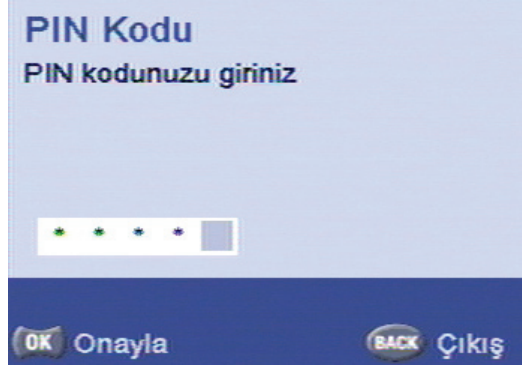 PIN Kodu
PIN kodunuzu giriniz
* * * *
OK Onayla BACK Çıkış